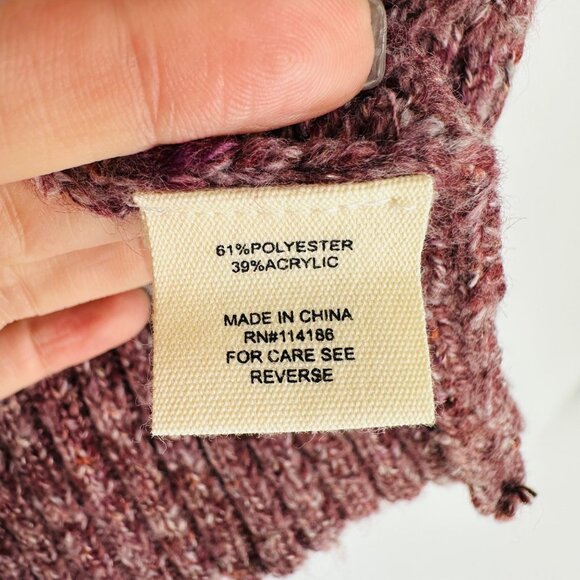 61%POLYESTER
39%ACRYLIC
MADE IN CHINA
RN#114186
FOR CARE SEE
REVERSE